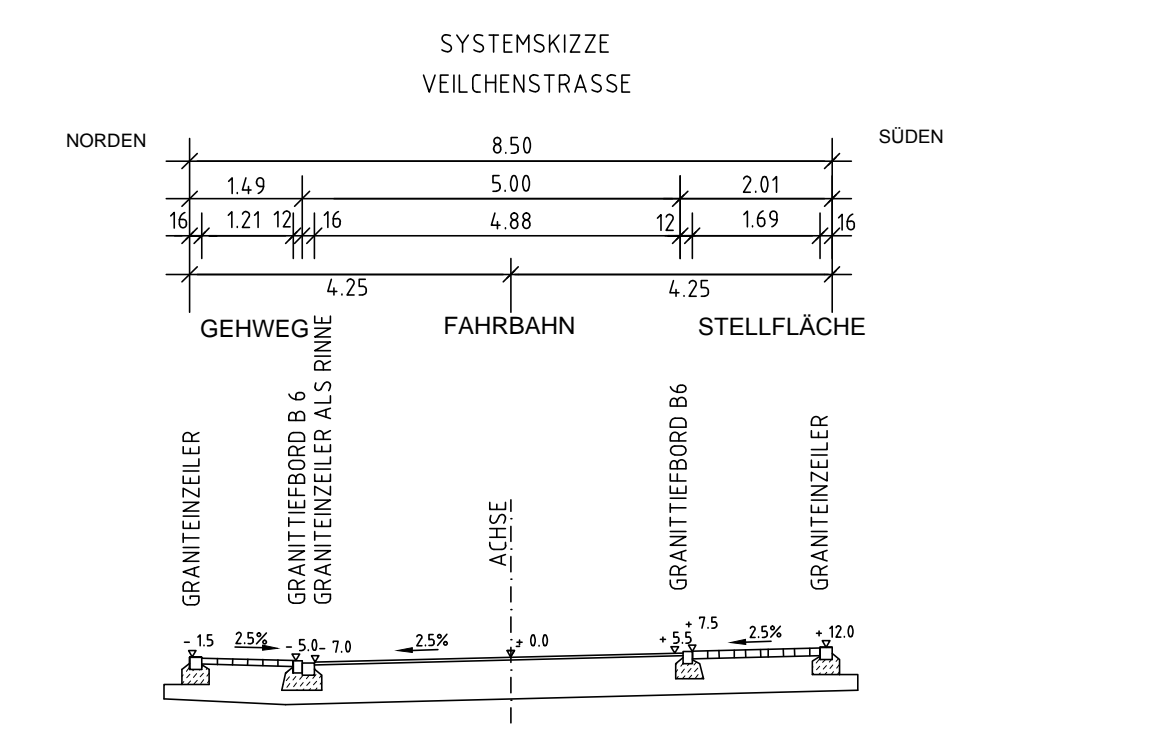 SYSTEMSKIZZE
VEILCHENSTRASSE
NORDEN
SÜDEN
8.50
1.49 5.00 2.01
16 1.21 12 16 4.88 12 1.69 16
4.25 4.25
GEHWEG FAHRBAHN STELLFLÄCHE
GRANITEINZEILER
GRANITTIEFBORD B 6
GRANITEINZEILER ALS RINNE
ACHSE
GRANITTIEFBORD B6
GRANITEINZEILER
- 1.5 2.5% - 5.0 - 7.0 2.5% ± 0.0 + 5.5 + 7.5 2.5% + 12.0